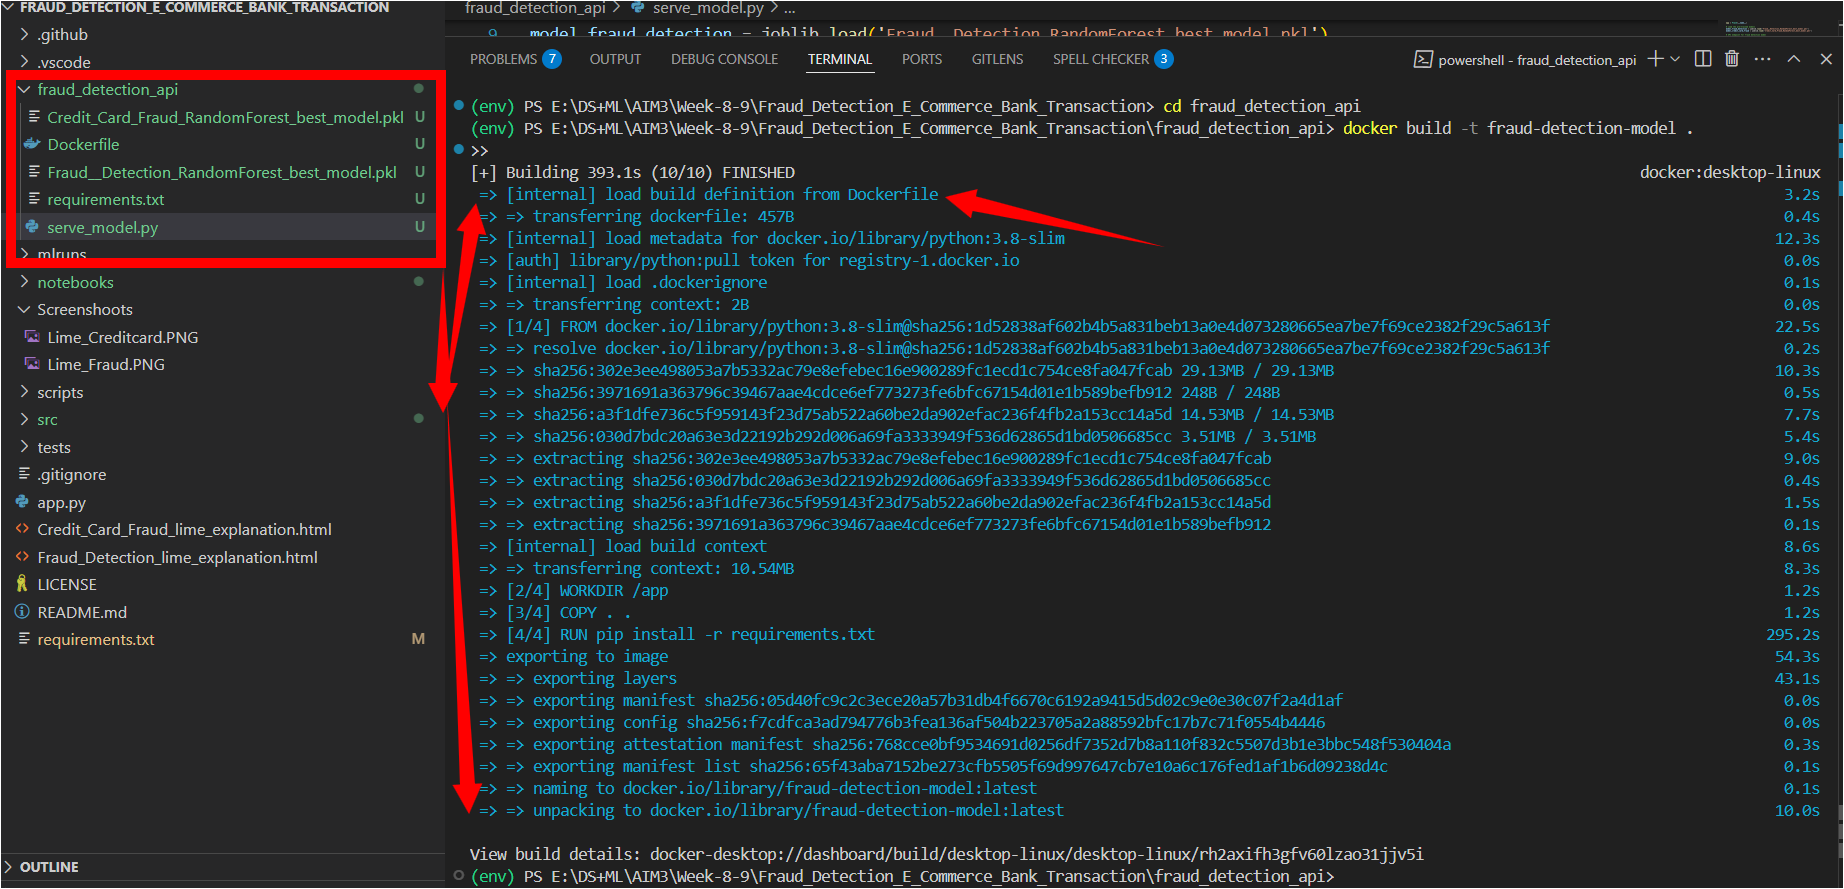 FRAUD_DETECTION_E_COMMERCE_BANK_TRANSACTION
.github
.vscode
fraud_detection_api
Credit_Card_Fraud_RandomForest_best_model.pkl U
Dockerfile U
Fraud__Detection_RandomForest_best_model.pkl U
requirements.txt U
serve_model.py U
mlruns
notebooks
Screenshoots
Lime_Creditcard.PNG
Lime_Fraud.PNG
scripts
src
tests
.gitignore
app.py
Credit_Card_Fraud_lime_explanation.html
Fraud_Detection_lime_explanation.html
LICENSE
README.md
requirements.txt M
OUTLINE
fraud_detection_api > serve_model.py > ...
9 model_fraud_detection = joblib.load('Fraud__Detection_RandomForest_best_model.pkl')
PROBLEMS 7 OUTPUT DEBUG CONSOLE TERMINAL PORTS GITLENS SPELL CHECKER 3 powershell - fraud_detection_api
(env) PS E:\DS+ML\AIM3\Week-8-9\Fraud_Detection_E_Commerce_Bank_Transaction> cd fraud_detection_api
(env) PS E:\DS+ML\AIM3\Week-8-9\Fraud_Detection_E_Commerce_Bank_Transaction\fraud_detection_api> docker build -t fraud-detection-model .
>>
[+] Building 393.1s (10/10) FINISHED docker:desktop-linux
=> [internal] load build definition from Dockerfile 3.2s
=> => transferring dockerfile: 457B 0.4s
=> [internal] load metadata for docker.io/library/python:3.8-slim 12.3s
=> [auth] library/python:pull token for registry-1.docker.io 0.0s
=> [internal] load .dockerignore 0.1s
=> => transferring context: 2B 0.0s
=> [1/4] FROM docker.io/library/python:3.8-slim@sha256:1d52838af602b4b5a831beb13a0e4d073280665ea7be7f69ce2382f29c5a613f 22.5s
=> => resolve docker.io/library/python:3.8-slim@sha256:1d52838af602b4b5a831beb13a0e4d073280665ea7be7f69ce2382f29c5a613f 0.2s
=> => sha256:302e3ee498053a7b5332ac79e8efebec16e900289fc1ecd1c754ce8fa047fcab 29.13MB / 29.13MB 10.3s
=> => sha256:3971691a363796c39467aae4cdce6ef773273fe6bfc67154d01e1b589befb912 248B / 248B 0.5s
=> => sha256:a3f1dfe736c5f959143f23d75ab522a60be2da902efac236f4fb2a153cc14a5d 14.53MB / 14.53MB 7.7s
=> => sha256:030d7bdc20a63e3d22192b292d006a69fa3333949f536d62865d1bd0506685cc 3.51MB / 3.51MB 5.4s
=> => extracting sha256:302e3ee498053a7b5332ac79e8efebec16e900289fc1ecd1c754ce8fa047fcab 9.0s
=> => extracting sha256:030d7bdc20a63e3d22192b292d006a69fa3333949f536d62865d1bd0506685cc 0.4s
=> => extracting sha256:a3f1dfe736c5f959143f23d75ab522a60be2da902efac236f4fb2a153cc14a5d 1.5s
=> => extracting sha256:3971691a363796c39467aae4cdce6ef773273fe6bfc67154d01e1b589befb912 0.1s
=> [internal] load build context 8.6s
=> => transferring context: 10.54MB 8.3s
=> [2/4] WORKDIR /app 1.2s
=> [3/4] COPY . . 1.2s
=> [4/4] RUN pip install -r requirements.txt 295.2s
=> exporting to image 54.3s
=> => exporting layers 43.1s
=> => exporting manifest sha256:05d40fc9c2c3ece20a57b31db4f6670c6192a9415d5d02c9e0e30c07f2a4d1af 0.0s
=> => exporting config sha256:f7cdfca3ad794776b3fea136af504b223705a2a88592bfc17b7c71f0554b4446 0.0s
=> => exporting attestation manifest sha256:768cce0bf9534691d0256df7352d7b8a110f832c5507d3b1e3bbc548f530404a 0.3s
=> => exporting manifest list sha256:65f43aba7152be273cfb5505f69d997647cb7e10a6c176fed1af1b6d09238d4c 0.1s
=> => naming to docker.io/library/fraud-detection-model:latest 0.1s
=> => unpacking to docker.io/library/fraud-detection-model:latest 10.0s
View build details: docker-desktop://dashboard/build/desktop-linux/desktop-linux/rh2axifh3gfv60lzao31jjv5i
(env) PS E:\DS+ML\AIM3\Week-8-9\Fraud_Detection_E_Commerce_Bank_Transaction\fraud_detection_api>